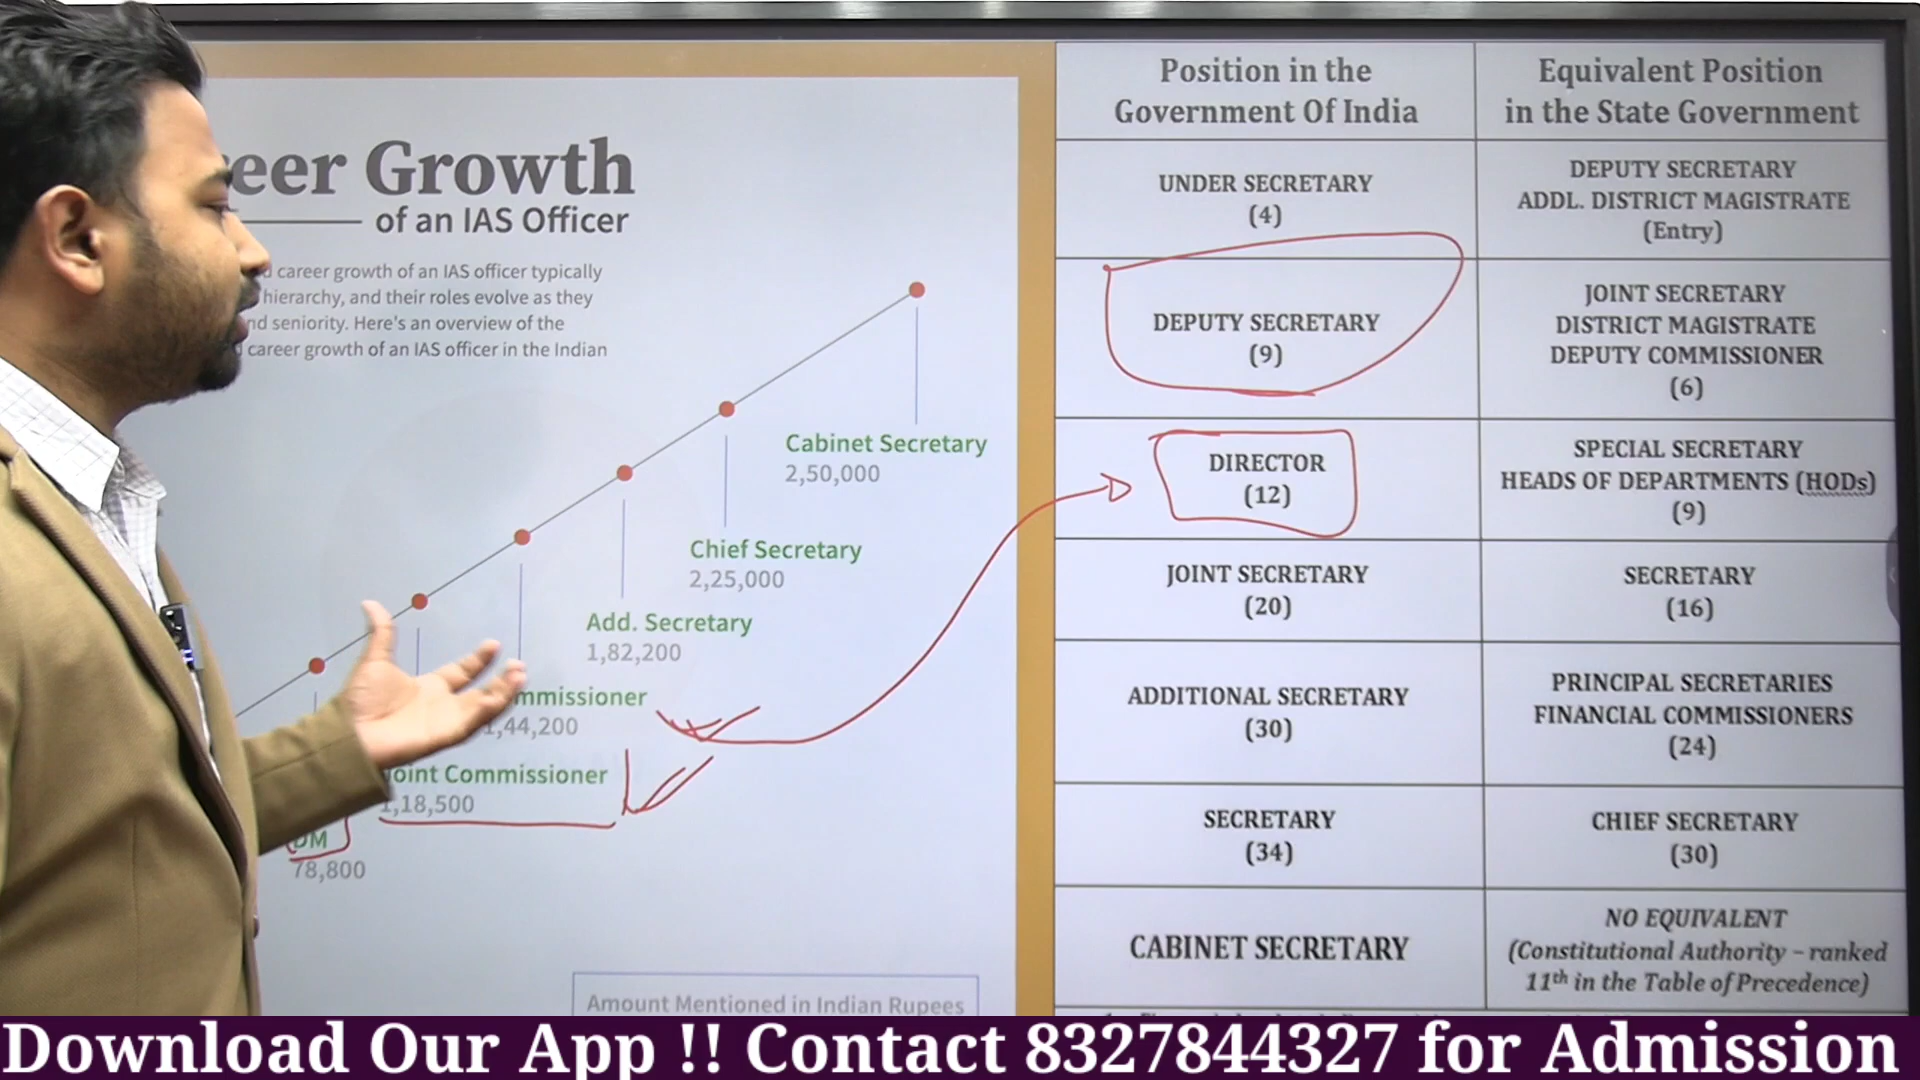 eer Growth
of an IAS Officer
career growth of an IAS officer typically
hierarchy, and their roles evolve as they
nd seniority. Here's an overview of the
career growth of an IAS officer in the Indian
Cabinet Secretary
2,50,000
Chief Secretary
2,25,000
Add. Secretary
1,82,200
mmissioner
1,44,200
oint Commissioner
1,18,500
DM
78,800
Amount Mentioned in Indian Rupees
Position in the
Government Of India
Equivalent Position
in the State Government
UNDER SECRETARY
(4)
DEPUTY SECRETARY
ADDL. DISTRICT MAGISTRATE
(Entry)
DEPUTY SECRETARY
(9)
JOINT SECRETARY
DISTRICT MAGISTRATE
DEPUTY COMMISSIONER
(6)
DIRECTOR
(12)
SPECIAL SECRETARY
HEADS OF DEPARTMENTS (HODs)
(9)
JOINT SECRETARY
(20)
SECRETARY
(16)
ADDITIONAL SECRETARY
(30)
PRINCIPAL SECRETARIES
FINANCIAL COMMISSIONERS
(24)
SECRETARY
(34)
CHIEF SECRETARY
(30)
CABINET SECRETARY
NO EQUIVALENT
(Constitutional Authority – ranked
11th in the Table of Precedence)
Download Our App !! Contact 8327844327 for Admission